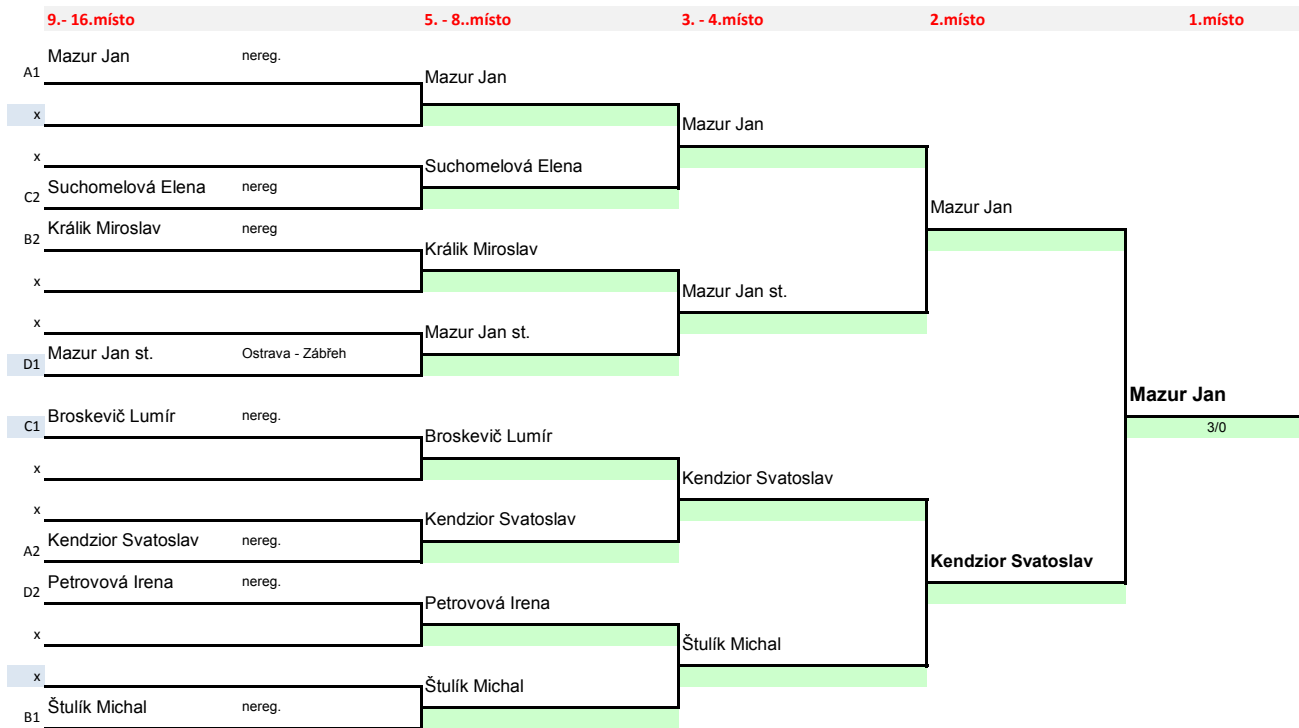 9.- 16.místo 5. - 8..místo 3. - 4.místo 2.místo 1.místo
Mazur Jan nereg.
A1 Mazur Jan
x
Mazur Jan
x
Suchomelová Elena
Suchomelová Elena nereg
C2
Mazur Jan
Králik Miroslav nereg
B2
Králik Miroslav
x
Mazur Jan st.
x
Mazur Jan st.
Mazur Jan st. Ostrava - Zábřeh
D1
Mazur Jan
Broskevič Lumír nereg.
C1
3/0
Broskevič Lumír
x
Kendzior Svatoslav
x
Kendzior Svatoslav
Kendzior Svatoslav nereg.
A2
Kendzior Svatoslav
Petrovová Irena nereg.
D2
Petrovová Irena
x
Štulík Michal
x
Štulík Michal
Štulík Michal nereg.
B1